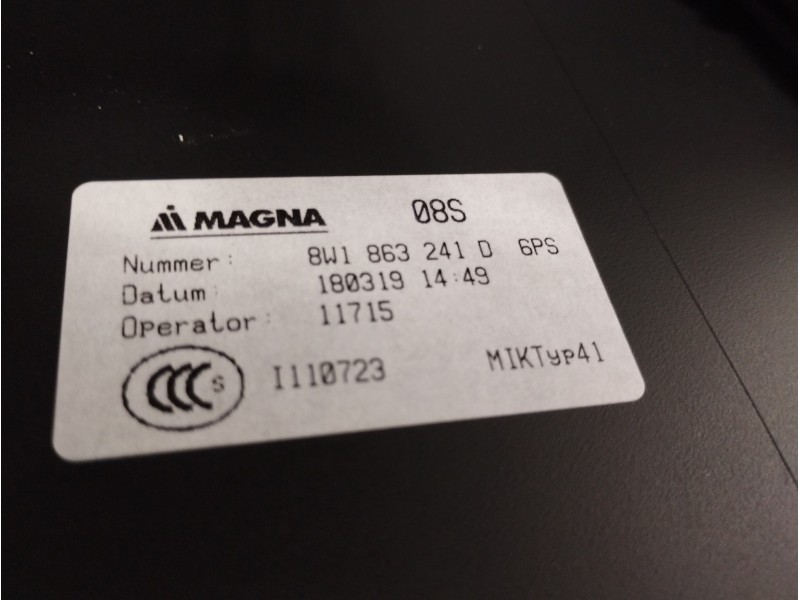 MAGNA 08S
Nummer: 8W1 863 241 D 6PS
Datum: 180319 14:49
Operator: 11715
CCC S I110723 MIKTyp41